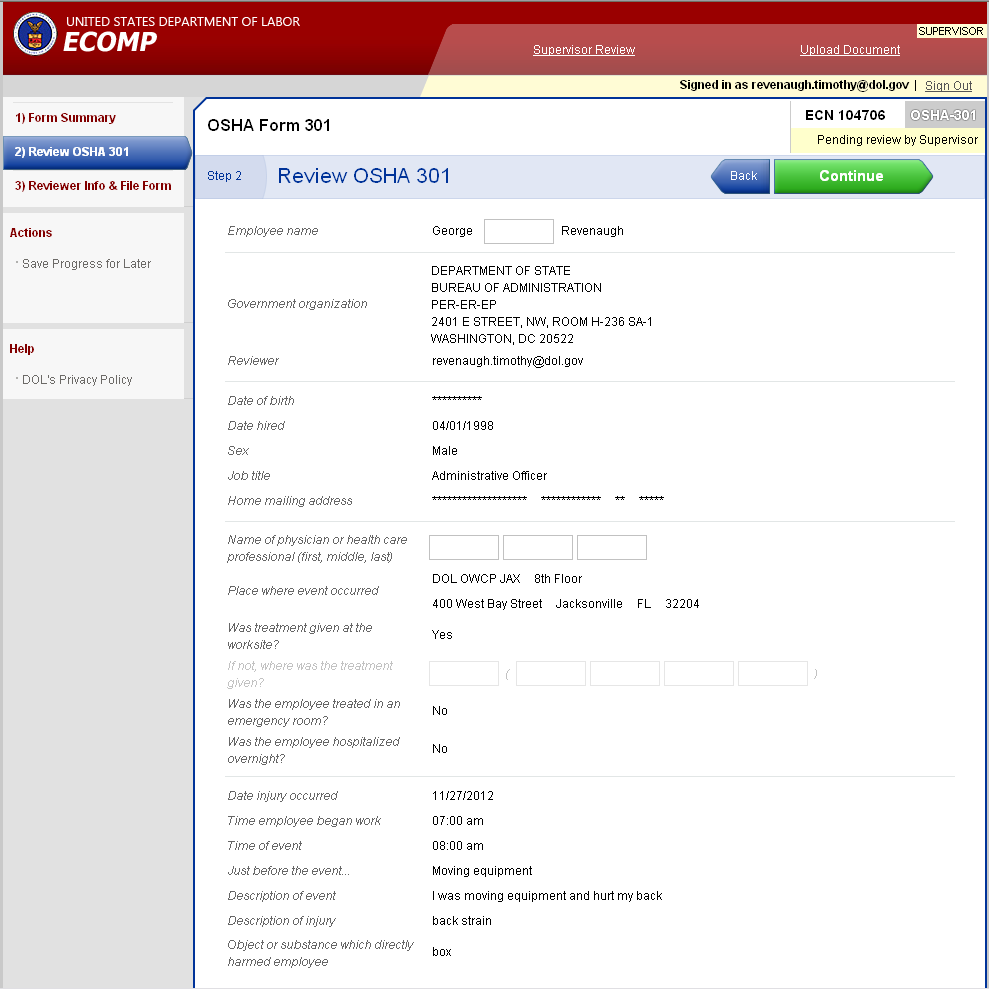 UNITED STATES DEPARTMENT OF LABOR
ECOMP
SUPERVISOR
Supervisor Review
Upload Document
Signed in as revenaugh.timothy@dol.gov | Sign Out
1) Form Summary
2) Review OSHA 301
3) Reviewer Info & File Form
Actions
· Save Progress for Later
Help
· DOL's Privacy Policy
OSHA Form 301
ECN 104706 OSHA-301
Pending review by Supervisor
Step 2 Review OSHA 301 Back Continue
Employee name George Revenaugh
Government organization
DEPARTMENT OF STATE
BUREAU OF ADMINISTRATION
PER-ER-EP
2401 E STREET, NW, ROOM H-236 SA-1
WASHINGTON, DC 20522
Reviewer revenaugh.timothy@dol.gov
Date of birth **********
Date hired 04/01/1998
Sex Male
Job title Administrative Officer
Home mailing address ******************* ************ ** *****
Name of physician or health care
professional (first, middle, last)
Place where event occurred
DOL OWCP JAX 8th Floor
400 West Bay Street Jacksonville FL 32204
Was treatment given at the
worksite?
Yes
If not, where was the treatment
given?
( )
Was the employee treated in an
emergency room?
No
Was the employee hospitalized
overnight?
No
Date injury occurred 11/27/2012
Time employee began work 07:00 am
Time of event 08:00 am
Just before the event... Moving equipment
Description of event I was moving equipment and hurt my back
Description of injury back strain
Object or substance which directly
harmed employee
box